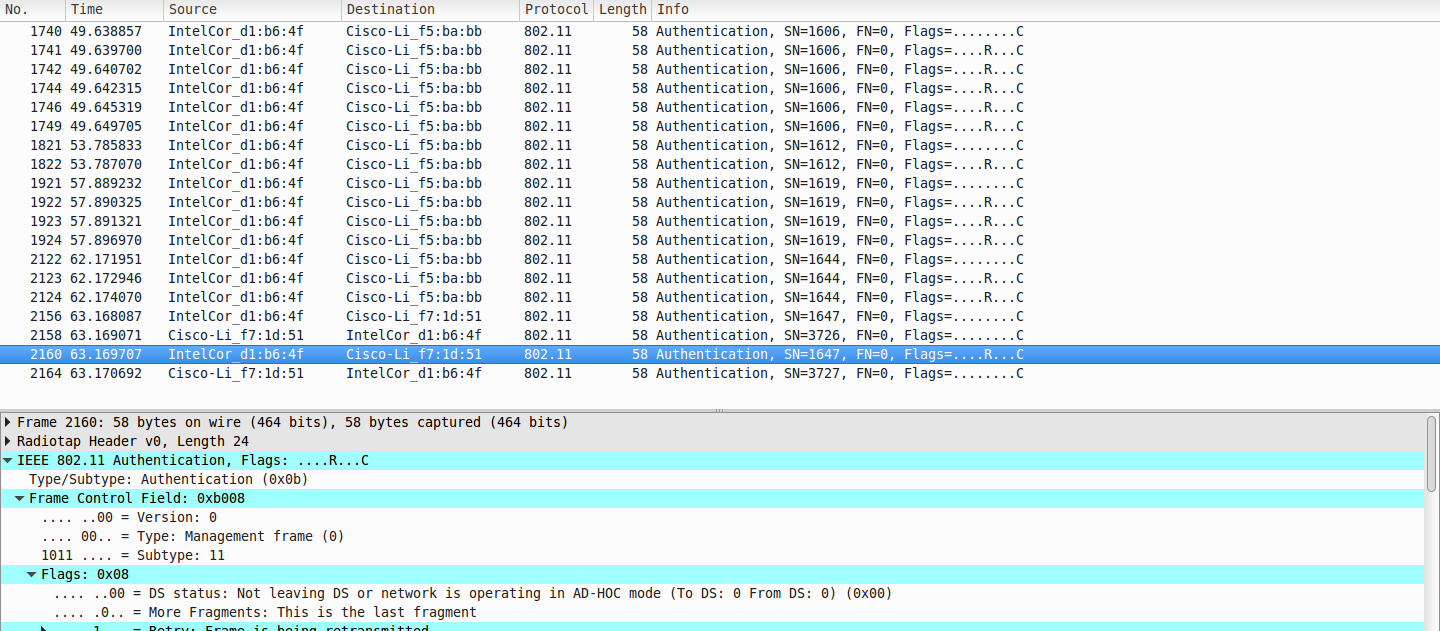 No. Time Source Destination Protocol Length Info
1740 49.638857 IntelCor_d1:b6:4f Cisco-Li_f5:ba:bb 802.11 58 Authentication, SN=1606, FN=0, Flags=........C
1741 49.639700 IntelCor_d1:b6:4f Cisco-Li_f5:ba:bb 802.11 58 Authentication, SN=1606, FN=0, Flags=....R...C
1742 49.640702 IntelCor_d1:b6:4f Cisco-Li_f5:ba:bb 802.11 58 Authentication, SN=1606, FN=0, Flags=....R...C
1744 49.642315 IntelCor_d1:b6:4f Cisco-Li_f5:ba:bb 802.11 58 Authentication, SN=1606, FN=0, Flags=....R...C
1746 49.645319 IntelCor_d1:b6:4f Cisco-Li_f5:ba:bb 802.11 58 Authentication, SN=1606, FN=0, Flags=....R...C
1749 49.649705 IntelCor_d1:b6:4f Cisco-Li_f5:ba:bb 802.11 58 Authentication, SN=1606, FN=0, Flags=....R...C
1821 53.785833 IntelCor_d1:b6:4f Cisco-Li_f5:ba:bb 802.11 58 Authentication, SN=1612, FN=0, Flags=........C
1822 53.787070 IntelCor_d1:b6:4f Cisco-Li_f5:ba:bb 802.11 58 Authentication, SN=1612, FN=0, Flags=....R...C
1921 57.889232 IntelCor_d1:b6:4f Cisco-Li_f5:ba:bb 802.11 58 Authentication, SN=1619, FN=0, Flags=........C
1922 57.890325 IntelCor_d1:b6:4f Cisco-Li_f5:ba:bb 802.11 58 Authentication, SN=1619, FN=0, Flags=....R...C
1923 57.891321 IntelCor_d1:b6:4f Cisco-Li_f5:ba:bb 802.11 58 Authentication, SN=1619, FN=0, Flags=....R...C
1924 57.896970 IntelCor_d1:b6:4f Cisco-Li_f5:ba:bb 802.11 58 Authentication, SN=1619, FN=0, Flags=....R...C
2122 62.171951 IntelCor_d1:b6:4f Cisco-Li_f5:ba:bb 802.11 58 Authentication, SN=1644, FN=0, Flags=........C
2123 62.172946 IntelCor_d1:b6:4f Cisco-Li_f5:ba:bb 802.11 58 Authentication, SN=1644, FN=0, Flags=....R...C
2124 62.174070 IntelCor_d1:b6:4f Cisco-Li_f5:ba:bb 802.11 58 Authentication, SN=1644, FN=0, Flags=....R...C
2156 63.168087 IntelCor_d1:b6:4f Cisco-Li_f7:1d:51 802.11 58 Authentication, SN=1647, FN=0, Flags=........C
2158 63.169071 Cisco-Li_f7:1d:51 IntelCor_d1:b6:4f 802.11 58 Authentication, SN=3726, FN=0, Flags=........C
2160 63.169707 IntelCor_d1:b6:4f Cisco-Li_f7:1d:51 802.11 58 Authentication, SN=1647, FN=0, Flags=....R...C
2164 63.170692 Cisco-Li_f7:1d:51 IntelCor_d1:b6:4f 802.11 58 Authentication, SN=3727, FN=0, Flags=........C
Frame 2160: 58 bytes on wire (464 bits), 58 bytes captured (464 bits)
Radiotap Header v0, Length 24
IEEE 802.11 Authentication, Flags: ....R...C
Type/Subtype: Authentication (0x0b)
Frame Control Field: 0xb008
.... ..00 = Version: 0
.... 00.. = Type: Management frame (0)
1011 .... = Subtype: 11
Flags: 0x08
.... ..00 = DS status: Not leaving DS or network is operating in AD-HOC mode (To DS: 0 From DS: 0) (0x00)
.... .0.. = More Fragments: This is the last fragment
.... 1... = Retry: Frame is being retransmitted